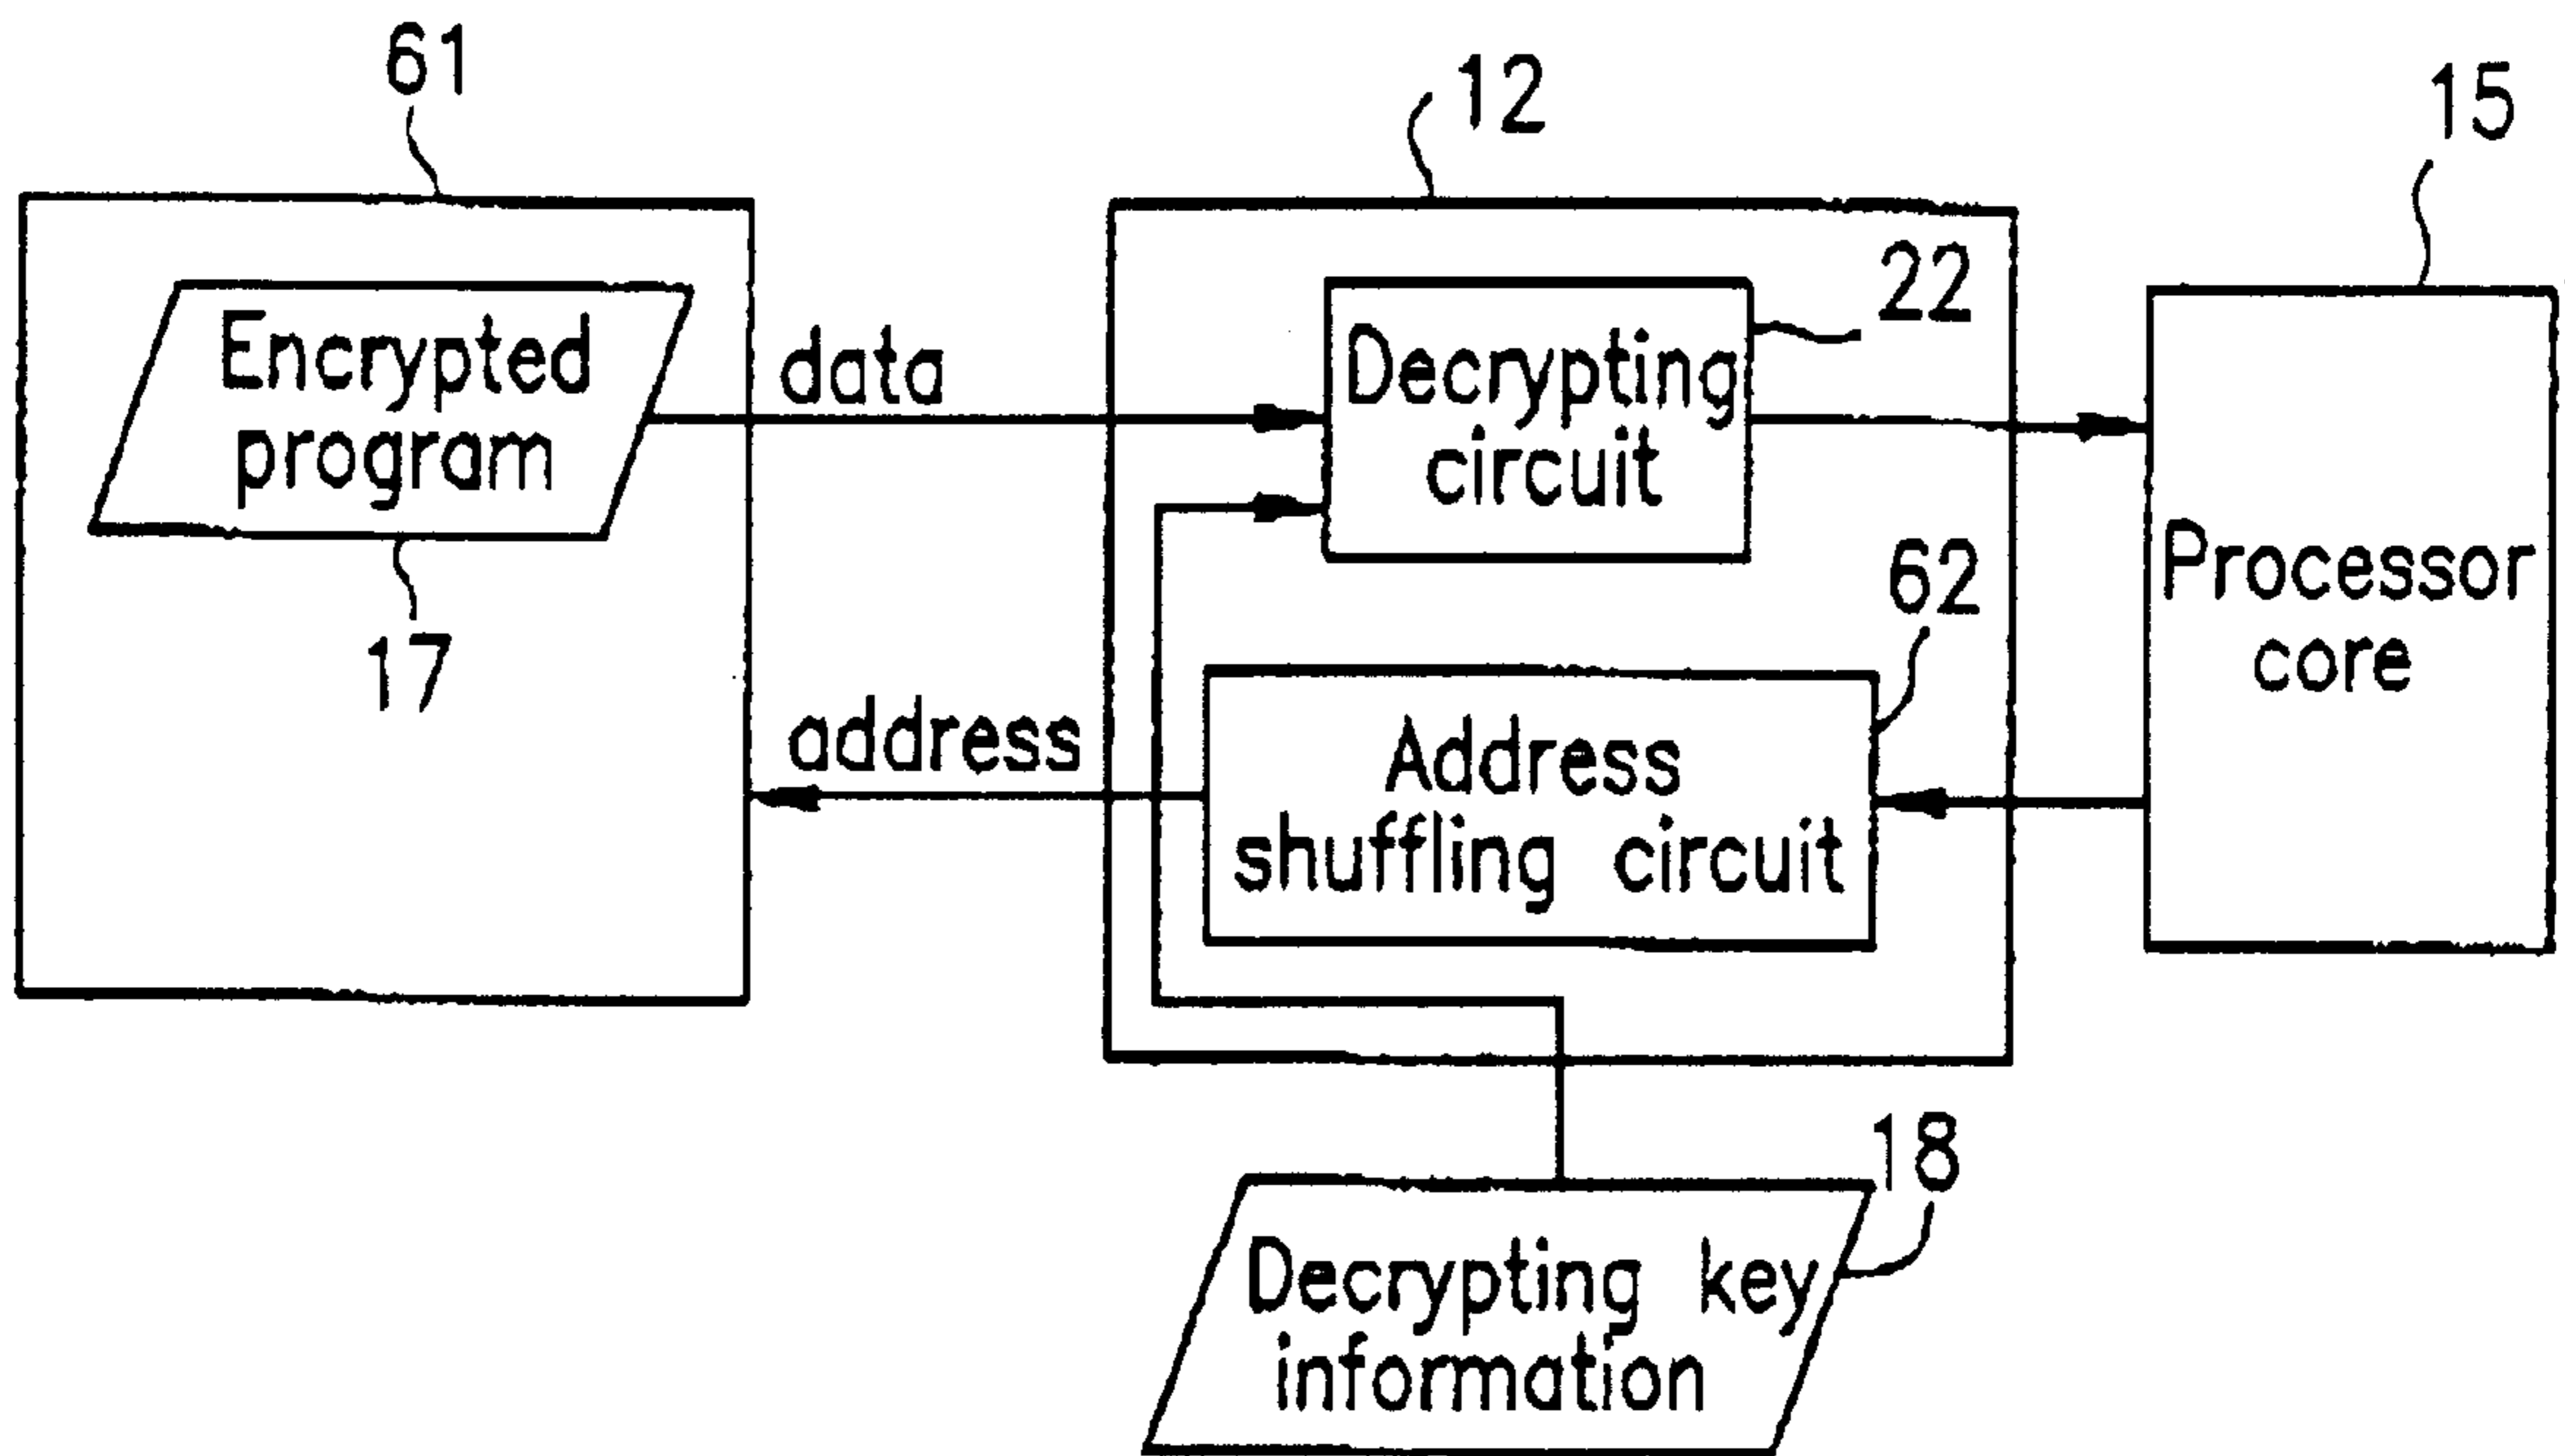 61
12
15
22
Encrypted
program
data
Decrypting
circuit
17
62
Processor
core
address
Address
shuffling circuit
18
Decrypting key
information